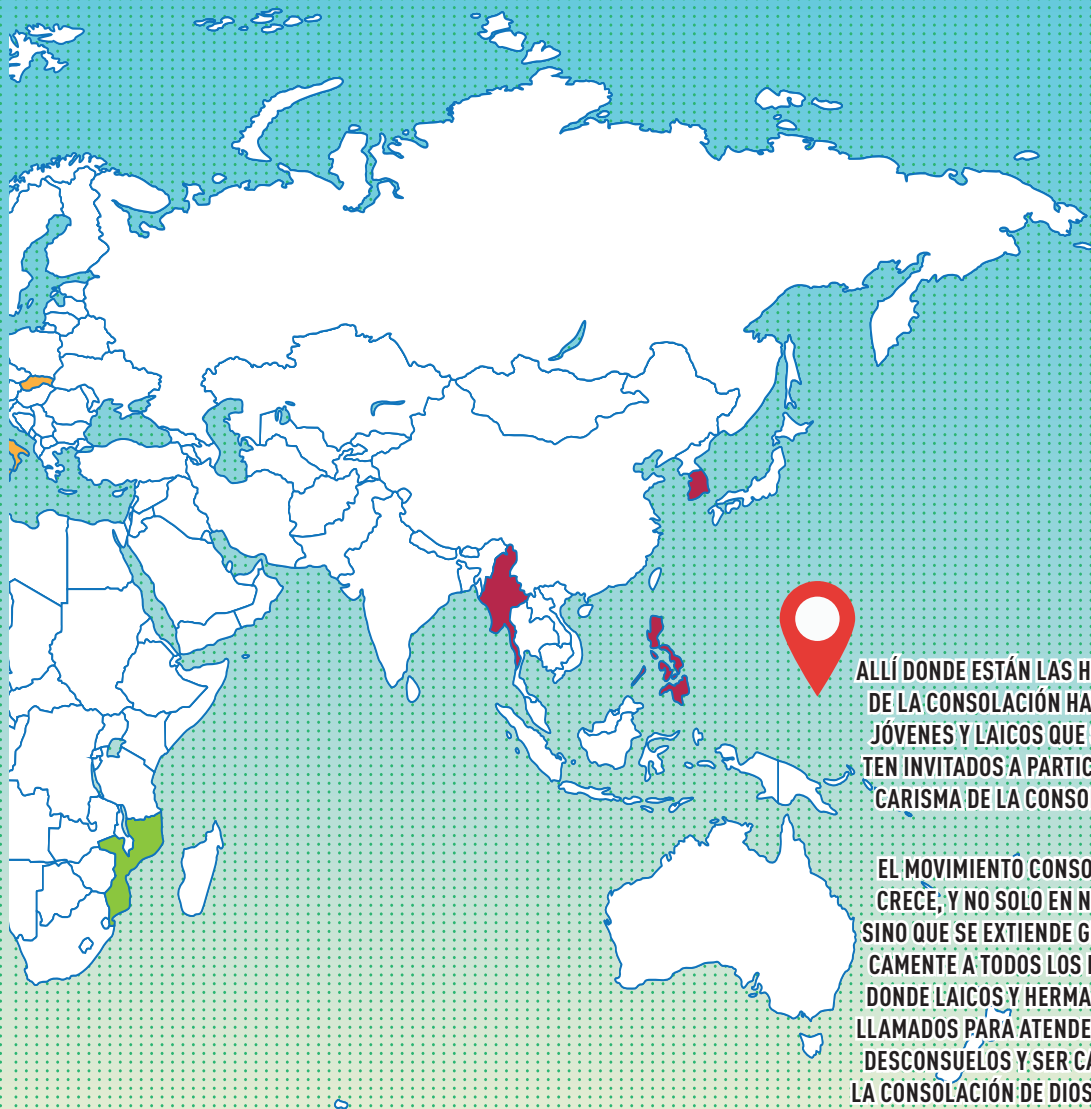 ALLÍ DONDE ESTÁN LAS H
DE LA CONSOLACIÓN HA
JÓVENES Y LAICOS QUE
TEN INVITADOS A PARTIC
CARISMA DE LA CONSO
EL MOVIMIENTO CONSO
CRECE, Y NO SOLO EN N
SINO QUE SE EXTIENDE G
CAMENTE A TODOS LOS
DONDE LAICOS Y HERMA
LLAMADOS PARA ATENDE
DESCONSUELOS Y SER CA
LA CONSOLACIÓN DE DIOS